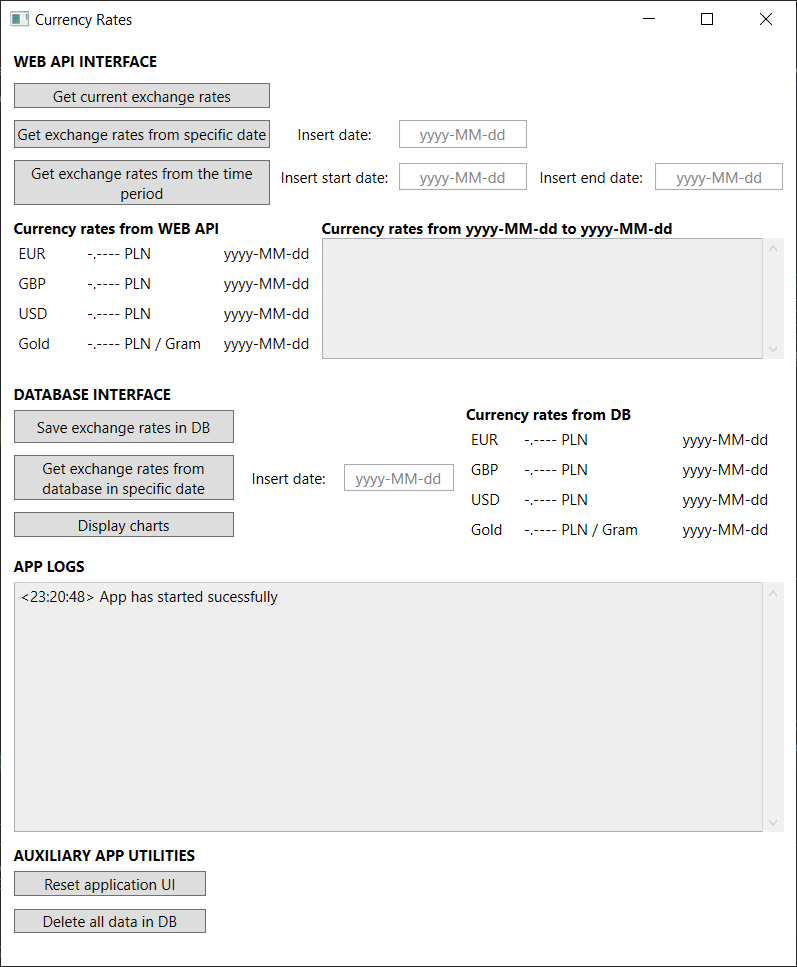 Currency Rates
WEB API INTERFACE
Get current exchange rates
Get exchange rates from specific date
Insert date:
yyyy-MM-dd
Get exchange rates from the time
period
Insert start date:
yyyy-MM-dd
Insert end date:
yyyy-MM-dd
Currency rates from WEB API
EUR -.---- PLN yyyy-MM-dd
GBP -.---- PLN yyyy-MM-dd
USD -.---- PLN yyyy-MM-dd
Gold -.---- PLN / Gram yyyy-MM-dd
Currency rates from yyyy-MM-dd to yyyy-MM-dd
DATABASE INTERFACE
Save exchange rates in DB
Get exchange rates from
database in specific date
Insert date:
yyyy-MM-dd
Display charts
Currency rates from DB
EUR -.---- PLN yyyy-MM-dd
GBP -.---- PLN yyyy-MM-dd
USD -.---- PLN yyyy-MM-dd
Gold -.---- PLN / Gram yyyy-MM-dd
APP LOGS
<23:20:48> App has started sucessfully
AUXILIARY APP UTILITIES
Reset application UI
Delete all data in DB